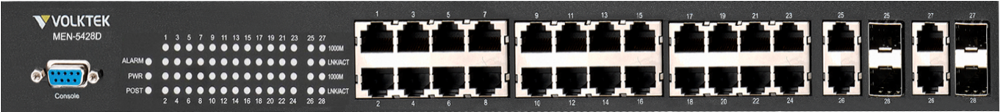 VOLKTEK
MEN-5428D
1 3 5 7 9 11 13 15 17 19 21 23 25 27
1000M
ALARM
LNK/ACT
PWR
1000M
POST
LNK/ACT
2 4 6 8 10 12 14 16 18 20 22 24 26 28
Console
1 3 5 7 9 11 13 15 17 19 21 23 25 25 27 27
2 4 6 8 10 12 14 16 18 20 22 24 26 28 26 28